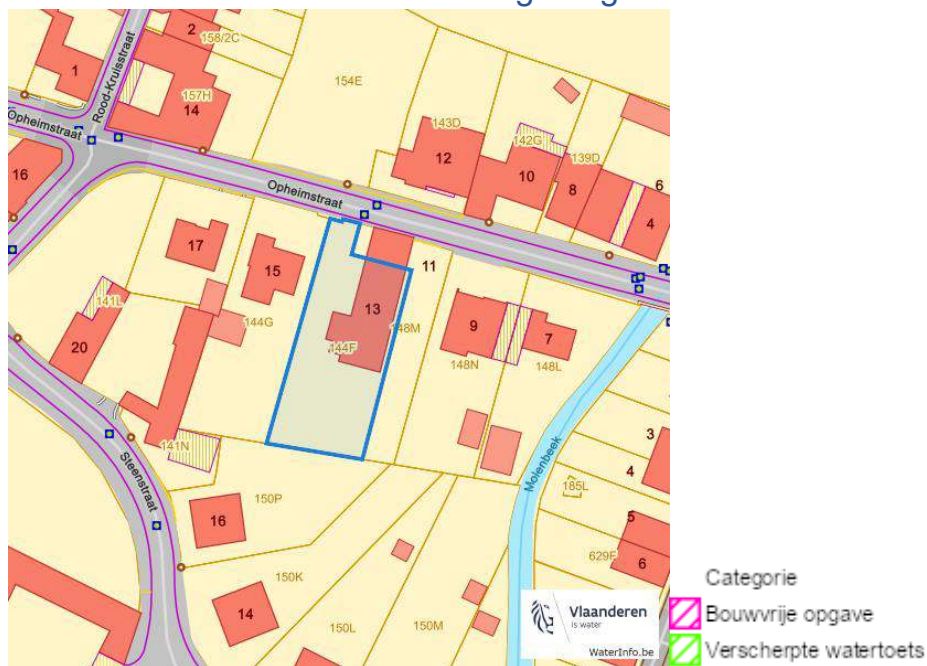 2
158/2C
1
Rood-Kruisstraat
154E
157H
14
Opheimstraat
143D
142G
139D
16
12
10
8
6
4
Opheimstraat
17
15
11
141L
13
144G
148M
9
7
20
144F
148N
148L
141N
3
Steenstraat
Molenbeek
4
185L
150P
16
5
629F
6
150K
14
150L
150M
Vlaanderen
is water
WaterInfo.be
Categorie
Bouwvrije opgave
Verscherpte watertoets